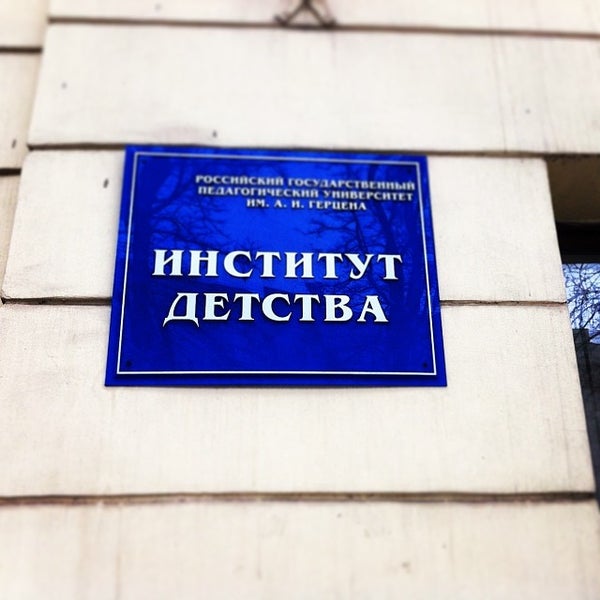 РОССИЙСКИЙ ГОСУДАРСТВЕННЫЙ
ПЕДАГОГИЧЕСКИЙ УНИВЕРСИТЕТ
ИМ. А. И. ГЕРЦЕНА
ИНСТИТУТ
ДЕТСТВА